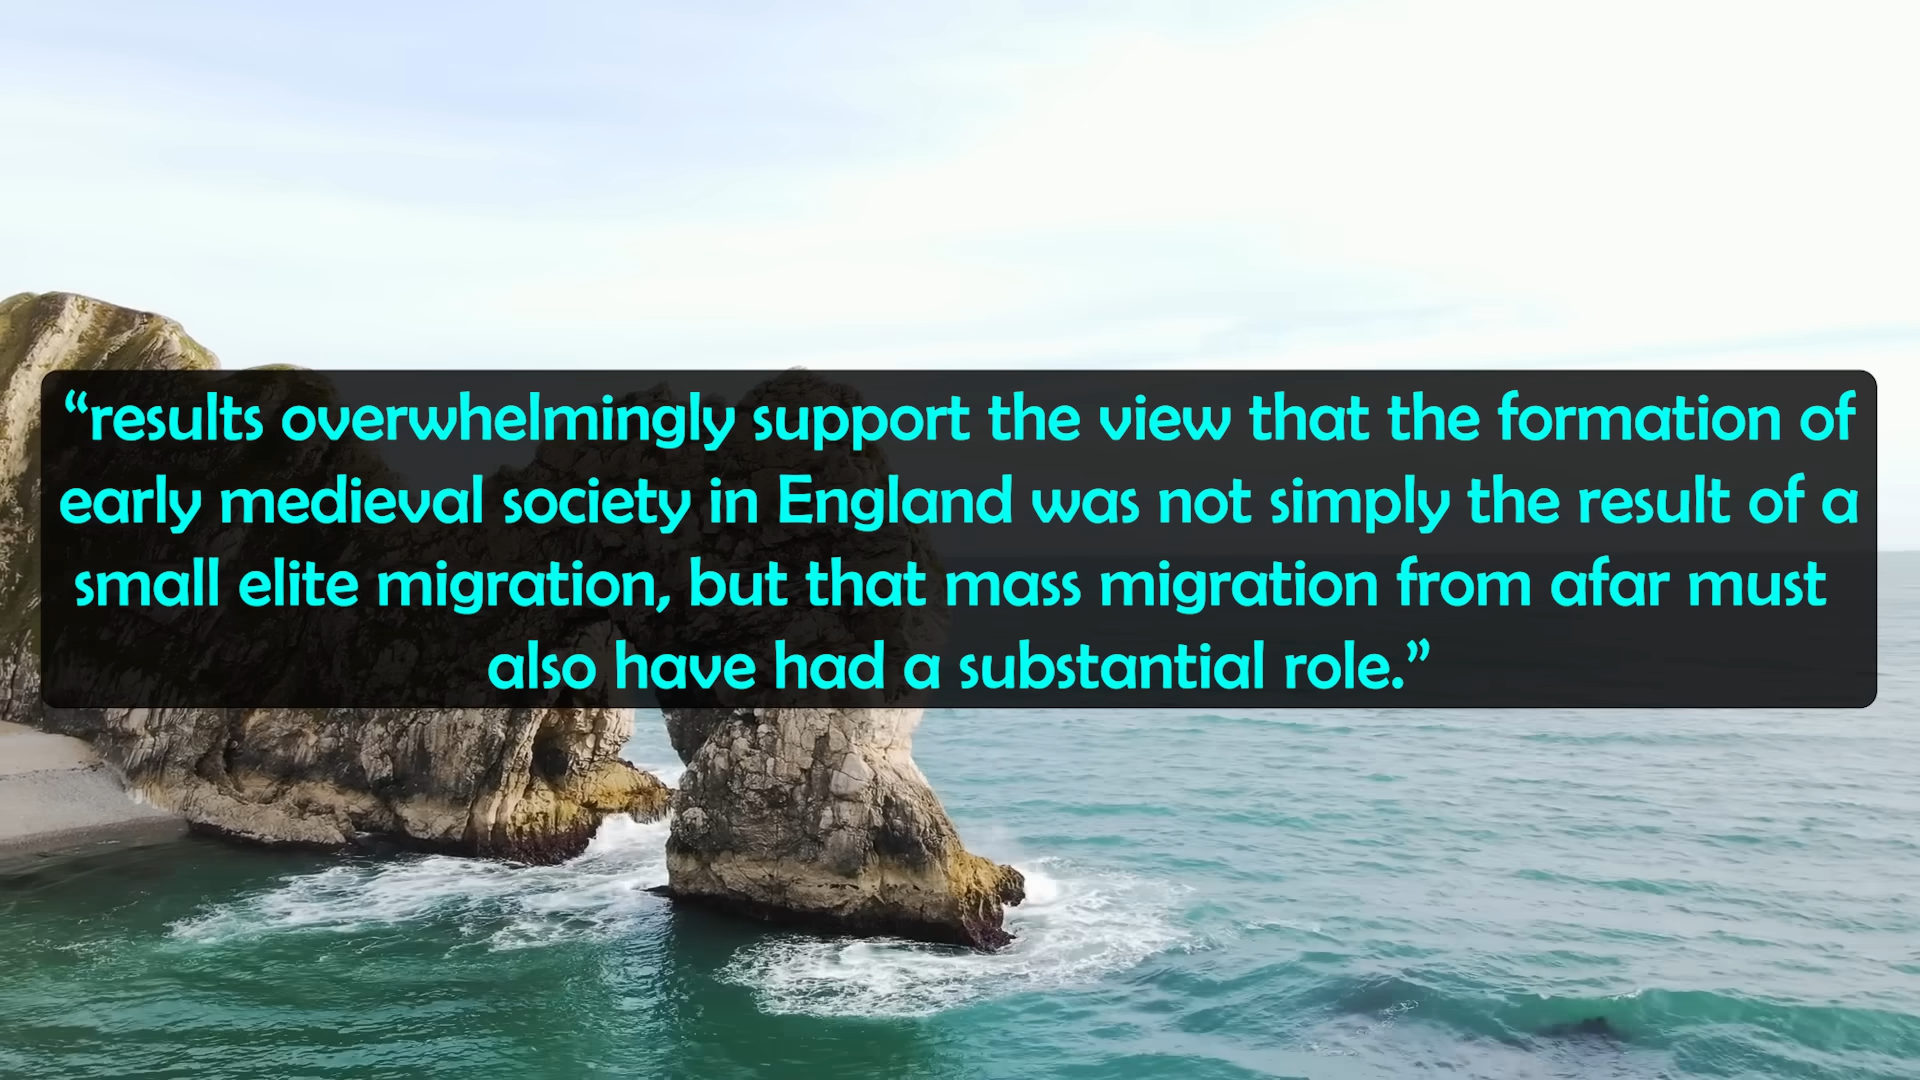 “results overwhelmingly support the view that the formation of
early medieval society in England was not simply the result of a
small elite migration, but that mass migration from afar must
also have had a substantial role.”